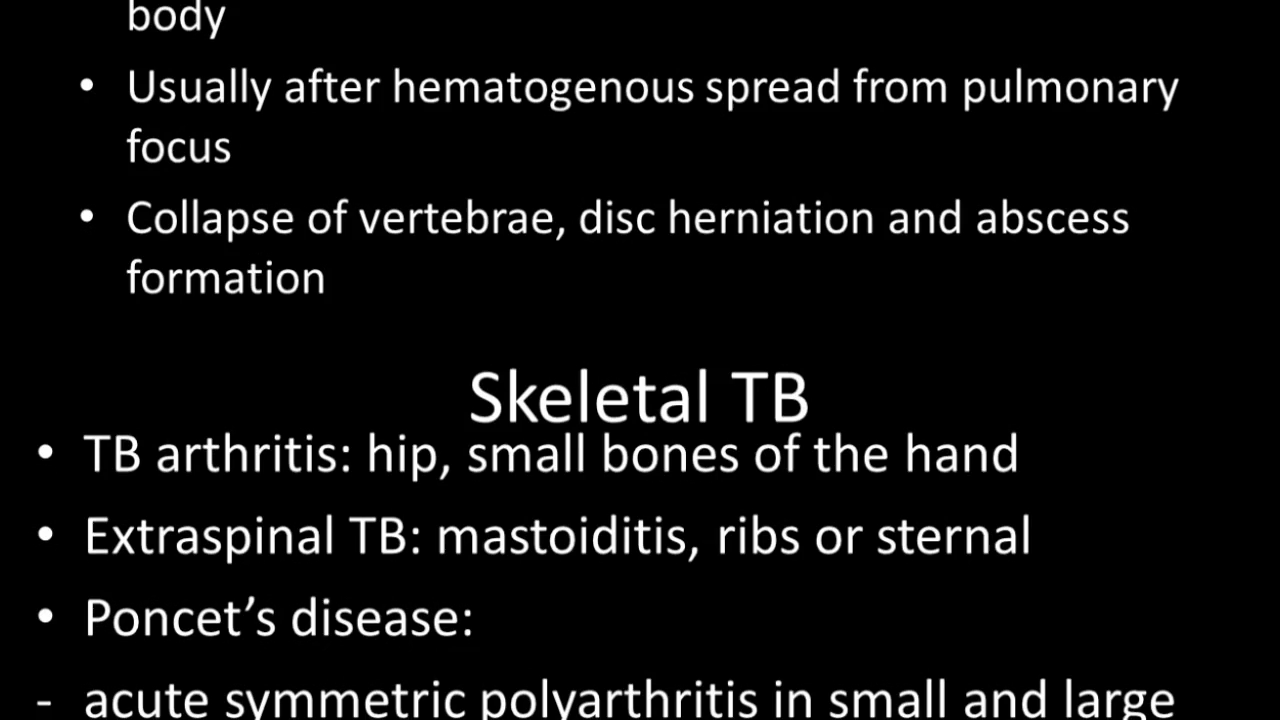 body
• Usually after hematogenous spread from pulmonary
focus
• Collapse of vertebrae, disc herniation and abscess
formation
Skeletal TB
• TB arthritis: hip, small bones of the hand
• Extraspinal TB: mastoiditis, ribs or sternal
• Poncet’s disease:
- acute symmetric polyarthritis in small and large